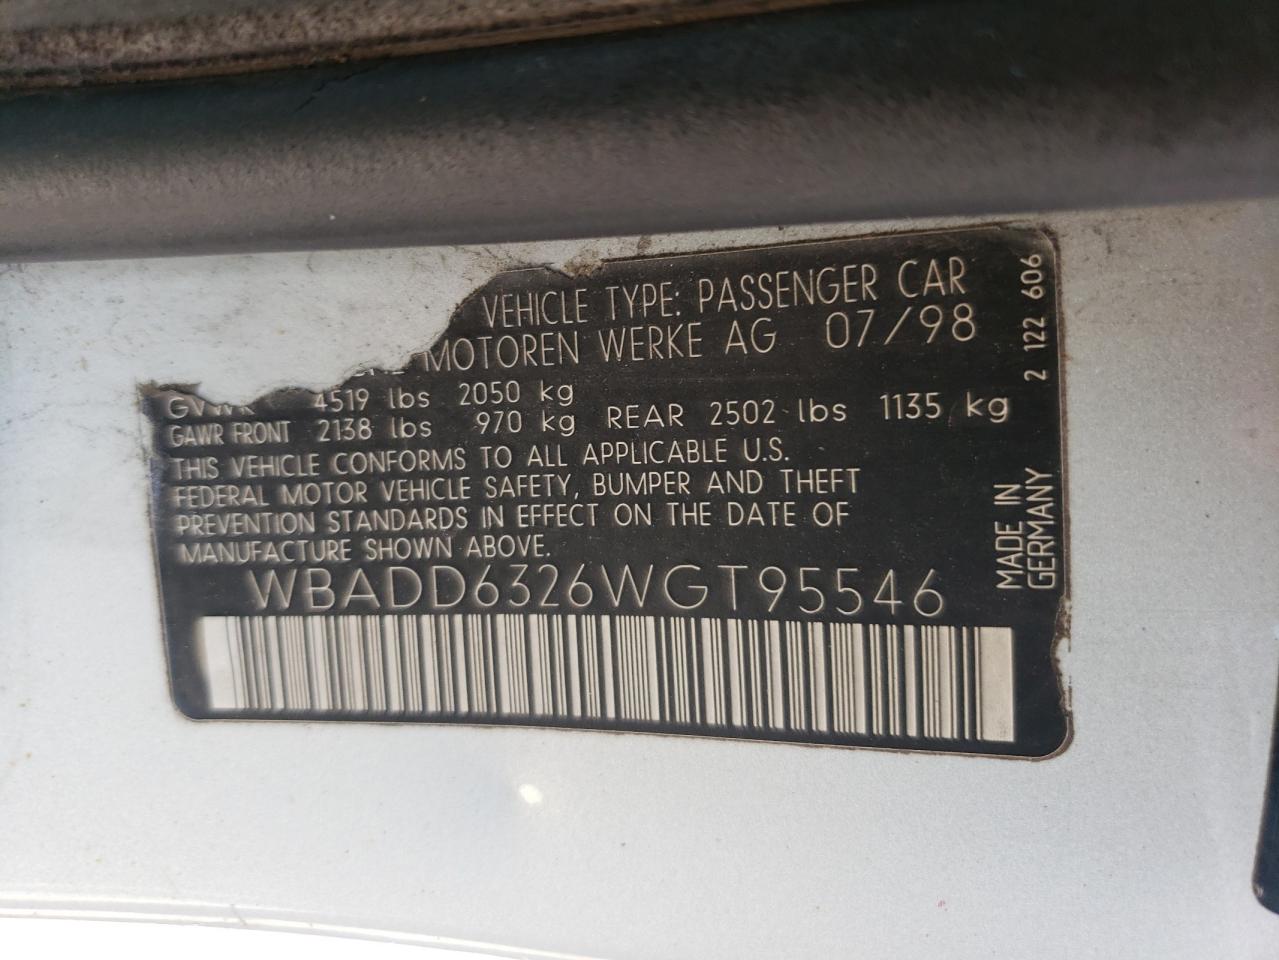 VEHICLE TYPE: PASSENGER CAR
MOTOREN WERKE AG 07/98
4519 lbs 2050 kg
GAWR FRONT 2138 lbs 970 kg REAR 2502 lbs 1135 kg
THIS VEHICLE CONFORMS TO ALL APPLICABLE U.S.
FEDERAL MOTOR VEHICLE SAFETY, BUMPER AND THEFT
PREVENTION STANDARDS IN EFFECT ON THE DATE OF
MANUFACTURE SHOWN ABOVE.
WBADD6326WGT95546
2 122 606
MADE IN
GERMANY